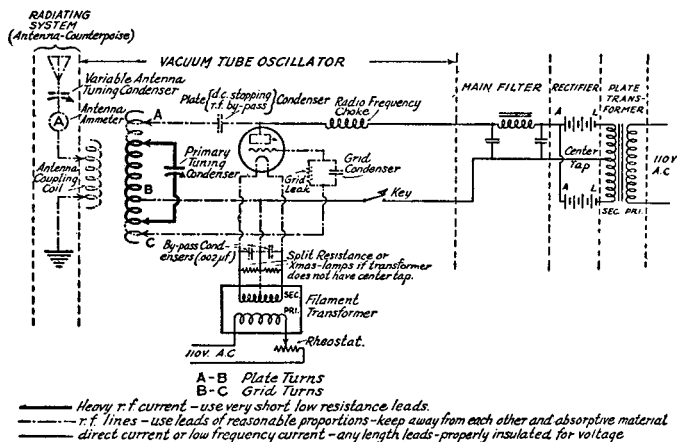 RADIATING
SYSTEM
(Antenna-Counterpoise)
VACUUM TUBE OSCILLATOR
MAIN FILTER
RECTIFIER
PLATE
TRANS-
FORMER
Variable Antenna
Tuning Condenser
Antenna
Ammeter
A
Antenna
Coupling
Coil
A
B
C
Plate {d.c. stopping r.f. by-pass} Condenser
Radio Frequency
Choke
Primary
Tuning
Condenser
Grid
Condenser
Grid
Leak
Key
A
L
Center
Tap
A
L
110V
A.C
SEC.
PRI.
By-pass Cond-
ensers (.002μf)
Split Resistance or
Xmas-lamps if transformer
does not have center tap.
SEC.
PRI.
Filament
Transformer
Rheostat.
110V. A.C
A-B Plate Turns
B-C Grid Turns
Heavy r.f current - use very short low resistance leads.
r.f. lines - use leads of reasonable proportions - keep away from each other and absorptive material
direct current or low frequency current - any length leads - properly insulated for voltage